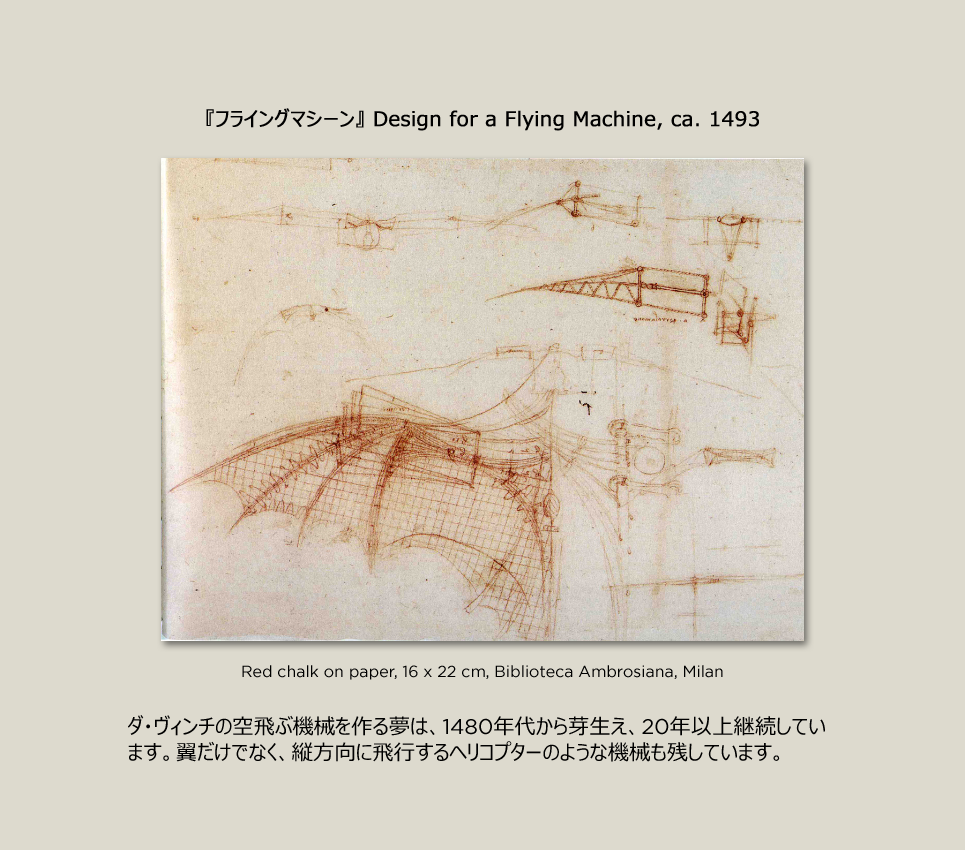 『フライングマシーン』 Design for a Flying Machine, ca. 1493
Red chalk on paper, 16 x 22 cm, Biblioteca Ambrosiana, Milan
ダ・ヴィンチの空飛ぶ機械を作る夢は、1480年代から芽生え、20年以上継続してい
ます。翼だけでなく、縦方向に飛行するヘリコプターのような機械も残しています。